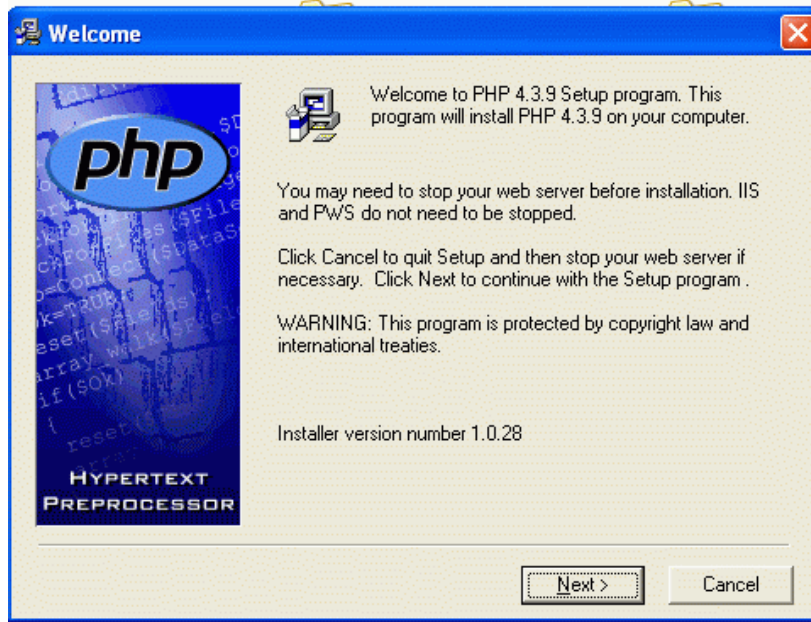 Welcome
php
Welcome to PHP 4.3.9 Setup program. This
program will install PHP 4.3.9 on your computer.
You may need to stop your web server before installation. IIS
and PWS do not need to be stopped.
Click Cancel to quit Setup and then stop your web server if
necessary.  Click Next to continue with the Setup program .
WARNING: This program is protected by copyright law and
international treaties.
Installer version number 1.0.28
HYPERTEXT
PREPROCESSOR
Next >
Cancel